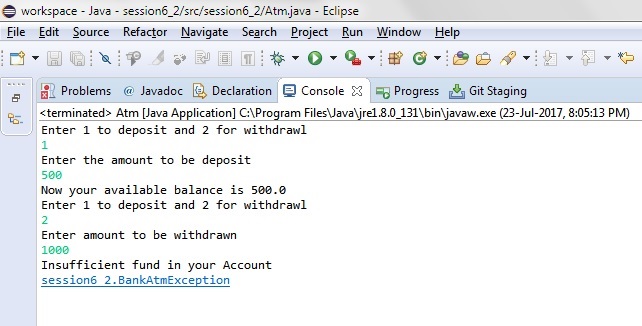 workspace - Java - session6_2/src/session6_2/Atm.java - Eclipse
File Edit Source Refactor Navigate Search Project Run Window Help
Problems @ Javadoc Declaration Console Progress Git Staging
<terminated> Atm [Java Application] C:\Program Files\Java\jre1.8.0_131\bin\javaw.exe (23-Jul-2017, 8:05:13 PM)
Enter 1 to deposit and 2 for withdrawl
1
Enter the amount to be deposit
500
Now your available balance is 500.0
Enter 1 to deposit and 2 for withdrawl
2
Enter amount to be withdrawn
1000
Insufficient fund in your Account
session6_2.BankAtmException